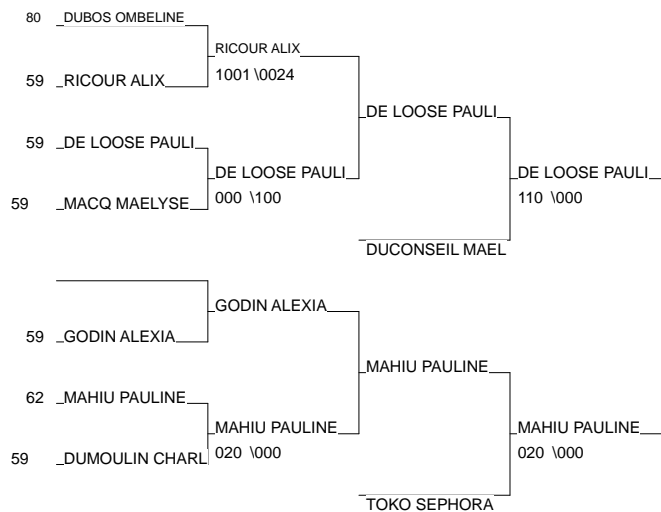 80 DUBOS OMBELINE
RICOUR ALIX
1001 \0024
59 RICOUR ALIX
DE LOOSE PAULI
59 DE LOOSE PAULI
DE LOOSE PAULI
000 \100
DE LOOSE PAULI
110 \000
59 MACQ MAELYSE
DUCONSEIL MAEL
GODIN ALEXIA
59 GODIN ALEXIA
MAHIU PAULINE
62 MAHIU PAULINE
MAHIU PAULINE
020 \000
MAHIU PAULINE
020 \000
59 DUMOULIN CHARL
TOKO SEPHORA